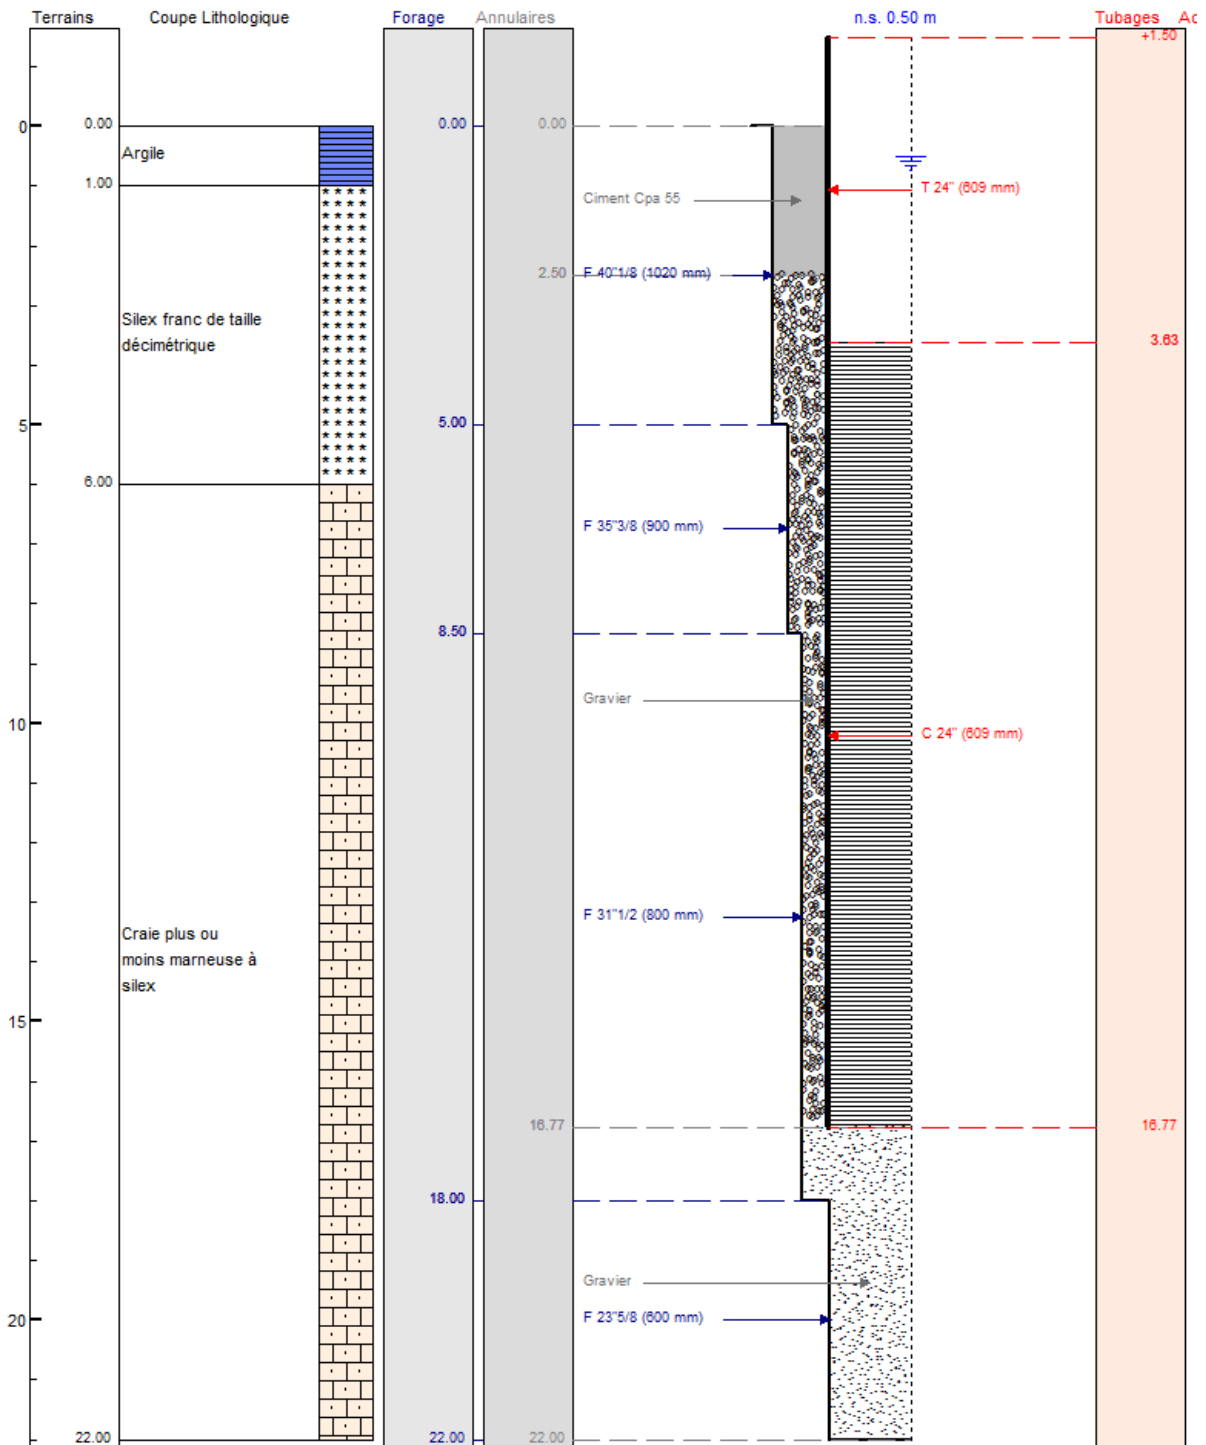 Terrains Coupe Lithologique Forage Annulaires n.s. 0.50 m Tubages Ac
+1.50
0 0.00 0.00 0.00
Argile
1.00
T 24" (609 mm)
Ciment Cpa 55
2.50 F 40"1/8 (1020 mm)
Silex franc de taille
décimétrique
3.63
5 5.00
6.00
F 35"3/8 (900 mm)
8.50
Gravier
10
C 24" (609 mm)
F 31"1/2 (800 mm)
Craie plus ou
moins marneuse à
silex
15
16.77 16.77
18.00
Gravier
20 F 23"5/8 (600 mm)
22.00 22.00 22.00